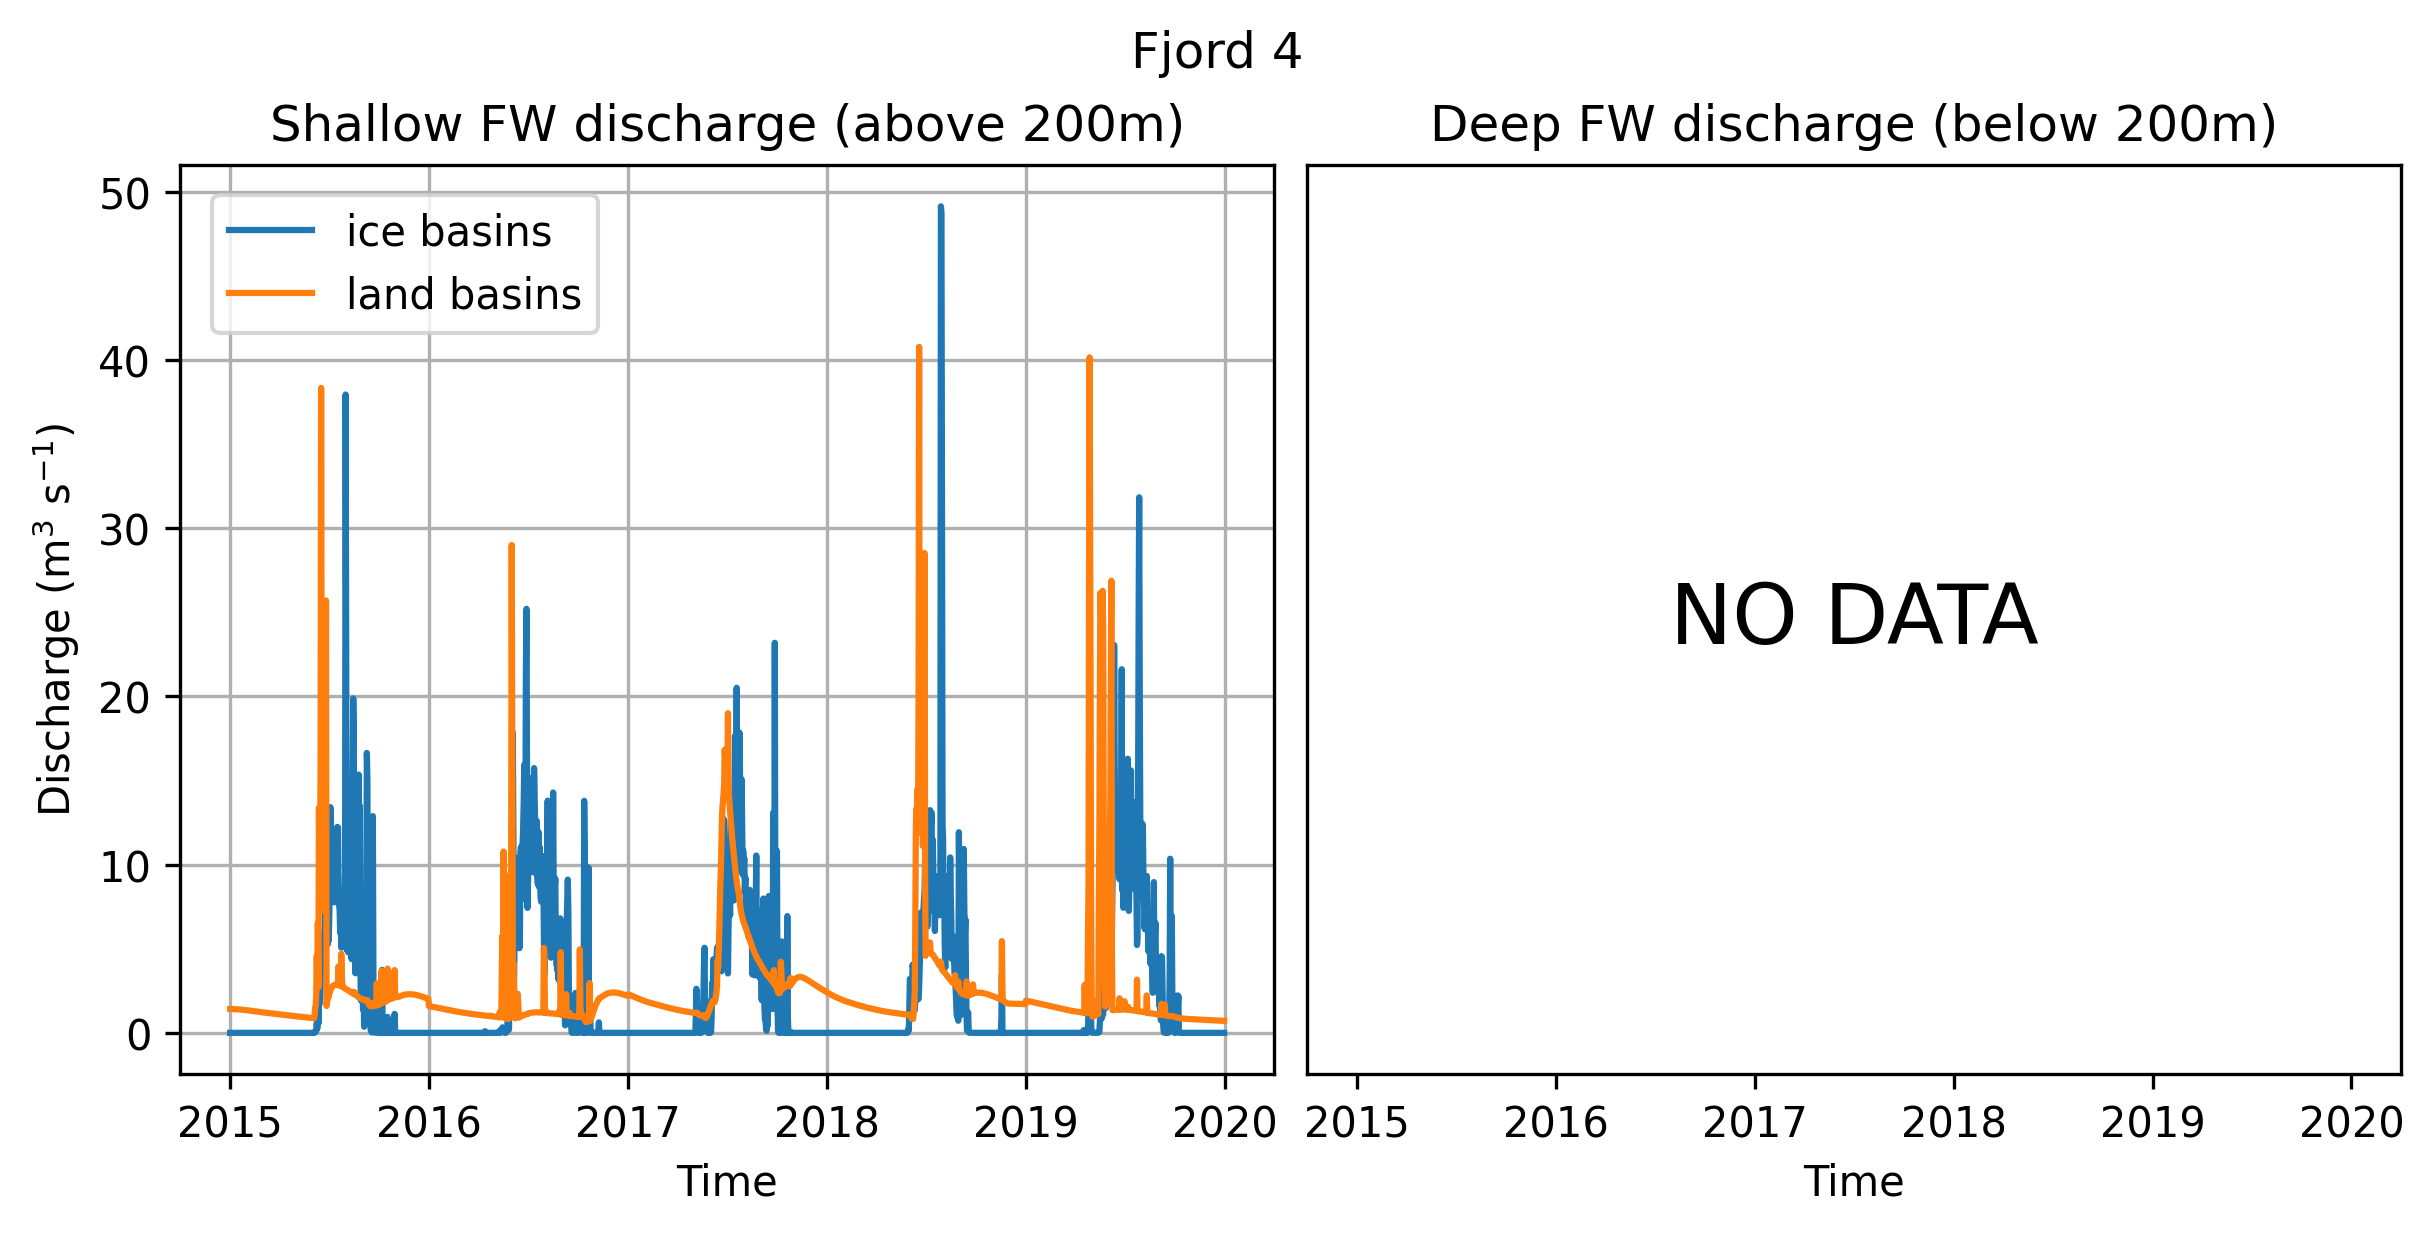 Fjord 4
Shallow FW discharge (above 200m)
Deep FW discharge (below 200m)
Discharge (m³ s⁻¹)
50
40
30
20
10
0
ice basins
land basins
NO DATA
2015 2016 2017 2018 2019 2020
2015 2016 2017 2018 2019 2020
Time
Time